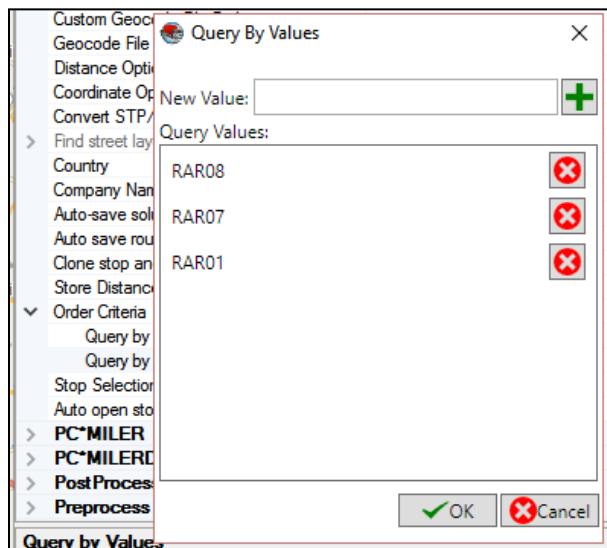 Custom Geoco
Geocode File
Distance Optio
Coordinate Op
Convert STP/
Find street lay
Country
Company Nam
Auto-save solu
Auto save rou
Clone stop an
Store Distance
Order Criteria
Query by
Query by
Stop Selection
Auto open sto
PC*MILER
PC*MILERD
PostProcess
Preprocess
Query by Values
Query By Values
New Value:
Query Values:
RAR08
RAR07
RAR01
OK
Cancel